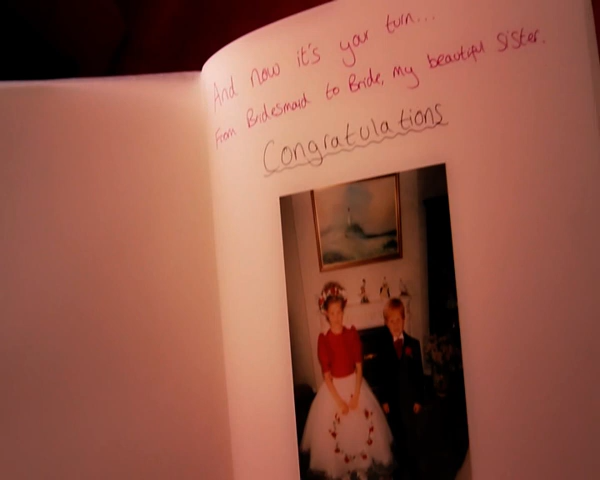 And now it's your turn...
From Bridesmaid to Bride, my beautiful sister.
Congratulations